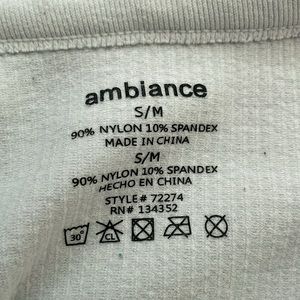 ambiance
S/M
90% NYLON 10% SPANDEX
MADE IN CHINA
S/M
90% NYLON 10% SPANDEX
HECHO EN CHINA
STYLE# 72274
RN# 134352
30° CL